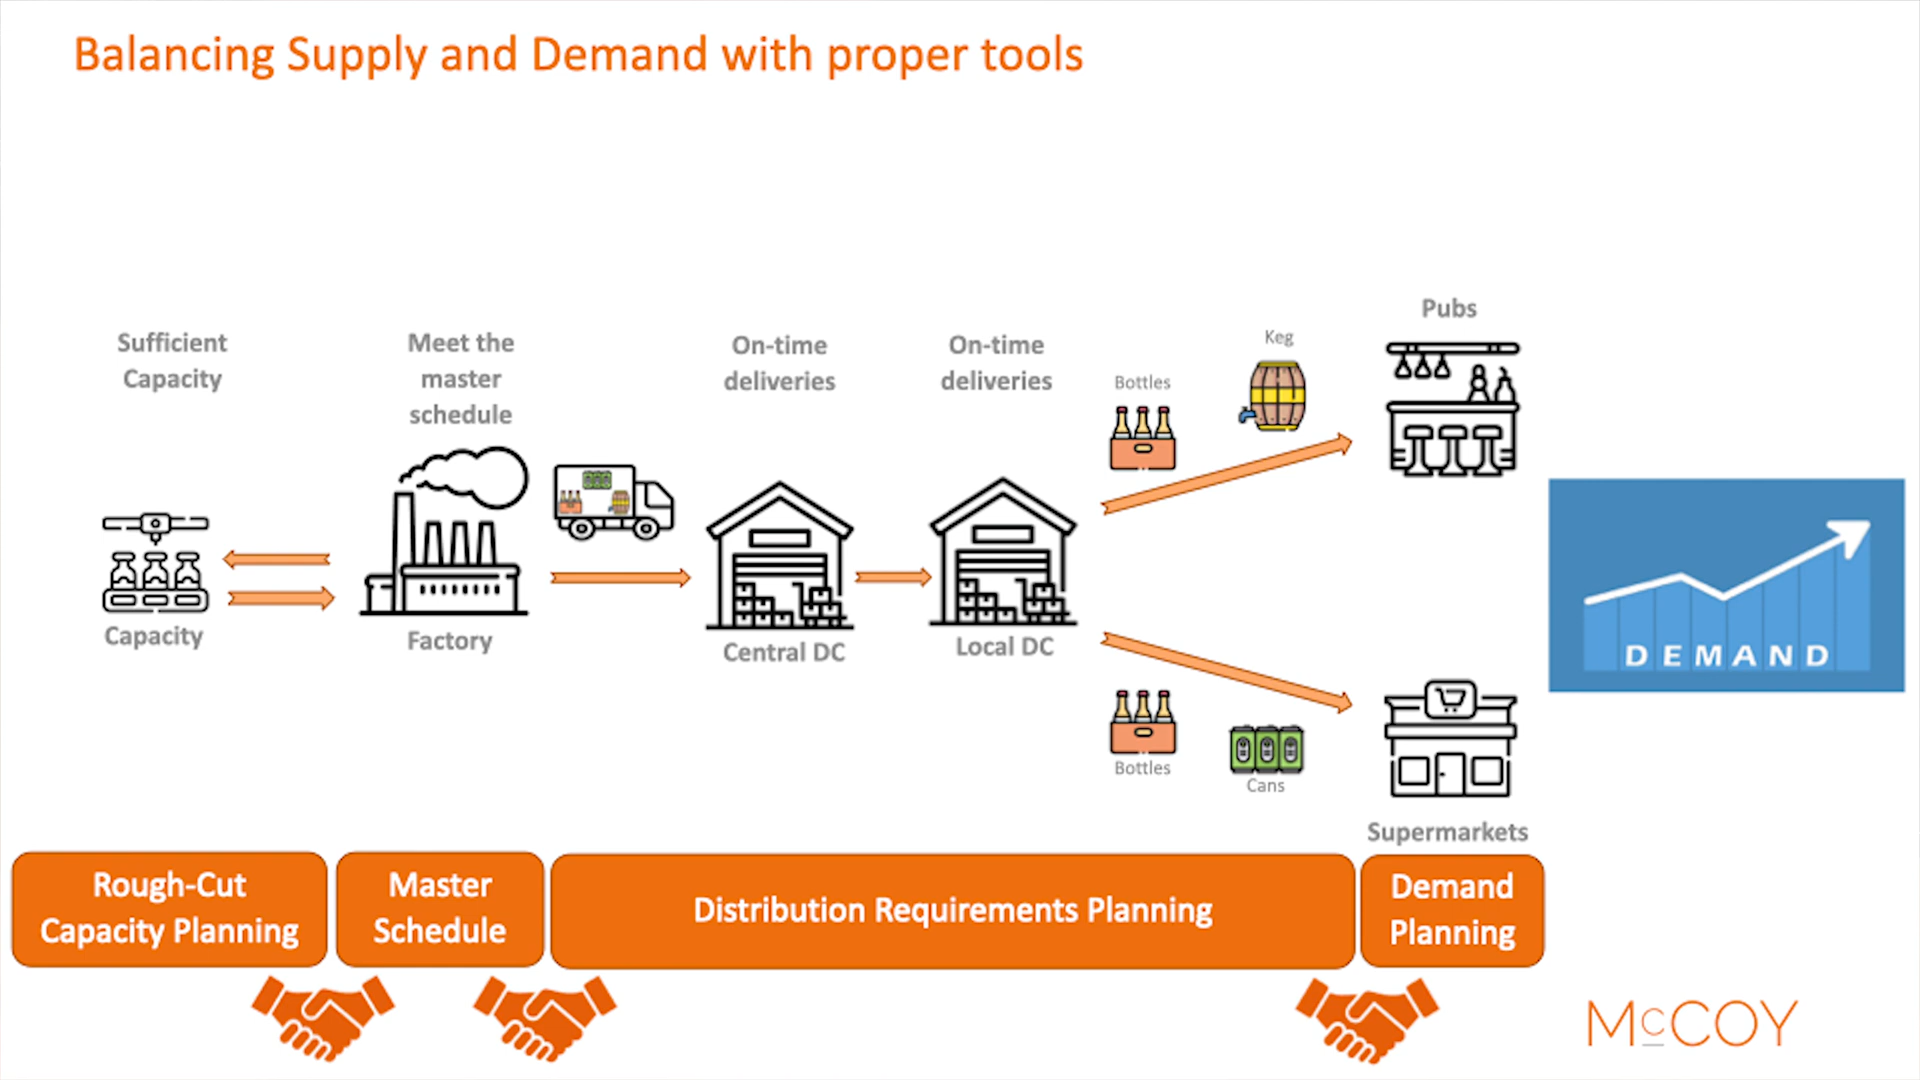 Balancing Supply and Demand with proper tools
Sufficient
Capacity
Meet the
master
schedule
On-time
deliveries
On-time
deliveries
Bottles
Keg
Pubs
Capacity
Factory
Central DC
Local DC
DEMAND
Bottles
Cans
Supermarkets
Rough-Cut
Capacity Planning
Master
Schedule
Distribution Requirements Planning
Demand
Planning
McCOY